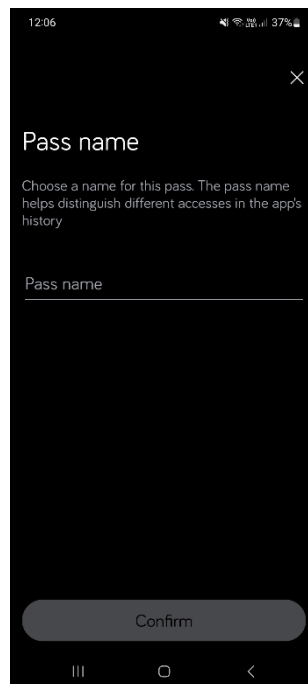 12:06
37%
Pass name
Choose a name for this pass. The pass name
helps distinguish different accesses in the app's
history
Pass name
Confirm